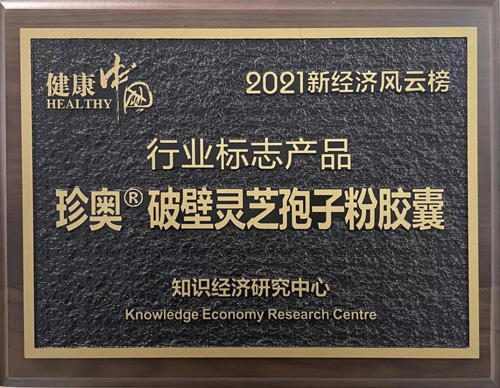 健康中国
HEALTHY
2021新经济风云榜
行业标志产品
珍奥®破壁灵芝孢子粉胶囊
知识经济研究中心
Knowledge Economy Research Centre